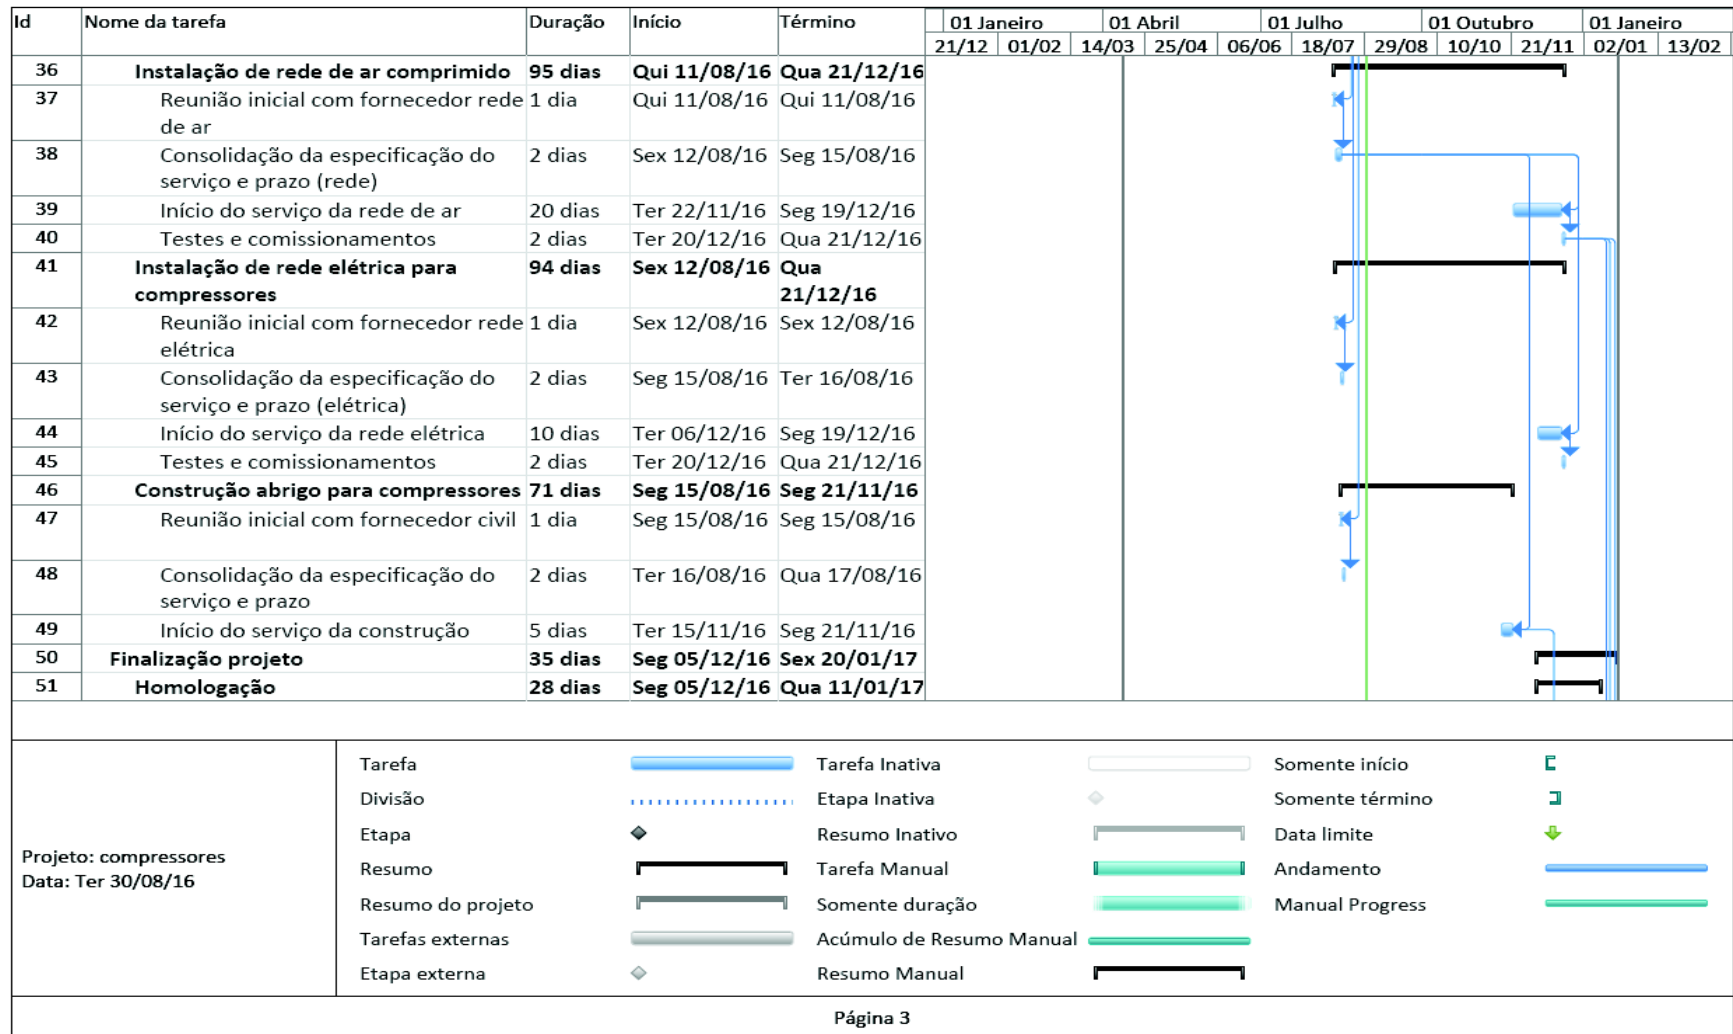 Id Nome da tarefa Duração Início Término 01 Janeiro 01 Abril 01 Julho 01 Outubro 01 Janeiro
21/12 01/02 14/03 25/04 06/06 18/07 29/08 10/10 21/11 02/01 13/02
36 Instalação de rede de ar comprimido 95 dias Qui 11/08/16 Qua 21/12/16
37 Reunião inicial com fornecedor rede 1 dia Qui 11/08/16 Qui 11/08/16
de ar
38 Consolidação da especificação do 2 dias Sex 12/08/16 Seg 15/08/16
serviço e prazo (rede)
39 Início do serviço da rede de ar 20 dias Ter 22/11/16 Seg 19/12/16
40 Testes e comissionamentos 2 dias Ter 20/12/16 Qua 21/12/16
41 Instalação de rede elétrica para 94 dias Sex 12/08/16 Qua
compressores 21/12/16
42 Reunião inicial com fornecedor rede 1 dia Sex 12/08/16 Sex 12/08/16
elétrica
43 Consolidação da especificação do 2 dias Seg 15/08/16 Ter 16/08/16
serviço e prazo (elétrica)
44 Início do serviço da rede elétrica 10 dias Ter 06/12/16 Seg 19/12/16
45 Testes e comissionamentos 2 dias Ter 20/12/16 Qua 21/12/16
46 Construção abrigo para compressores 71 dias Seg 15/08/16 Seg 21/11/16
47 Reunião inicial com fornecedor civil 1 dia Seg 15/08/16 Seg 15/08/16
48 Consolidação da especificação do 2 dias Ter 16/08/16 Qua 17/08/16
serviço e prazo
49 Início do serviço da construção 5 dias Ter 15/11/16 Seg 21/11/16
50 Finalização projeto 35 dias Seg 05/12/16 Sex 20/01/17
51 Homologação 28 dias Seg 05/12/16 Qua 11/01/17
Projeto: compressores
Data: Ter 30/08/16
Tarefa Tarefa Inativa Somente início
Divisão Etapa Inativa Somente término
Etapa Resumo Inativo Data limite
Resumo Tarefa Manual Andamento
Resumo do projeto Somente duração Manual Progress
Tarefas externas Acúmulo de Resumo Manual
Etapa externa Resumo Manual
Página 3